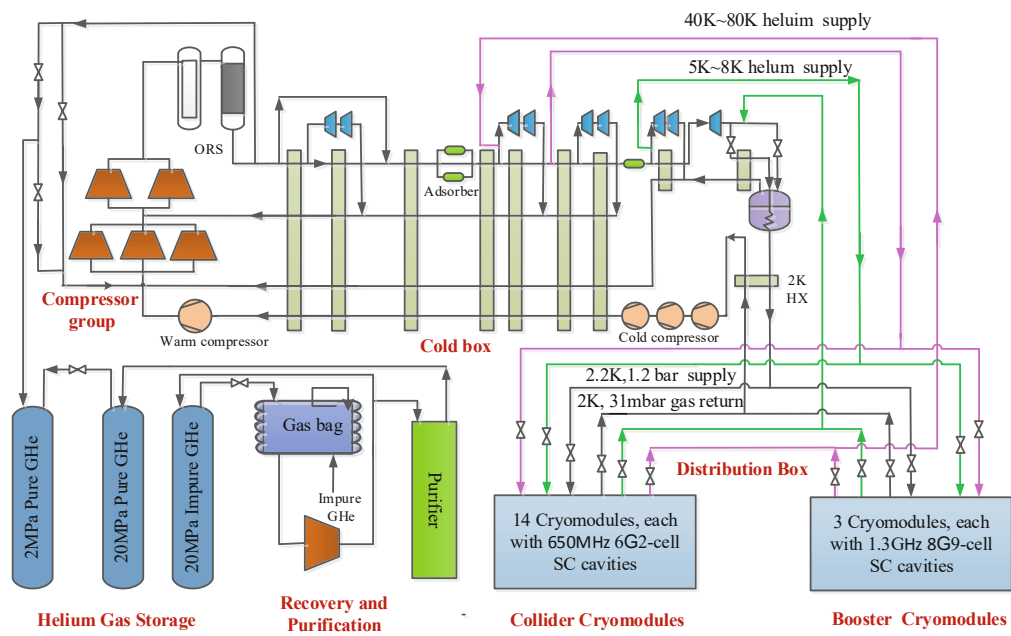 40K~80K heluim supply
5K~8K helum supply
ORS
Adsorber
2K
HX
Compressor
group
Warm compressor
Cold box
Cold compressor
2.2K,1.2 bar supply
2K, 31mbar gas return
Gas bag
Impure
GHe
Purifier
2MPa Pure GHe
20MPa Pure GHe
20MPa Impure GHe
Distribution Box
14 Cryomodules, each
with 650MHz 6G2-cell
SC cavities
3 Cryomodules, each
with 1.3GHz 8G9-cell
SC cavities
Helium Gas Storage
Recovery and
Purification
Collider Cryomodules
Booster Cryomodules